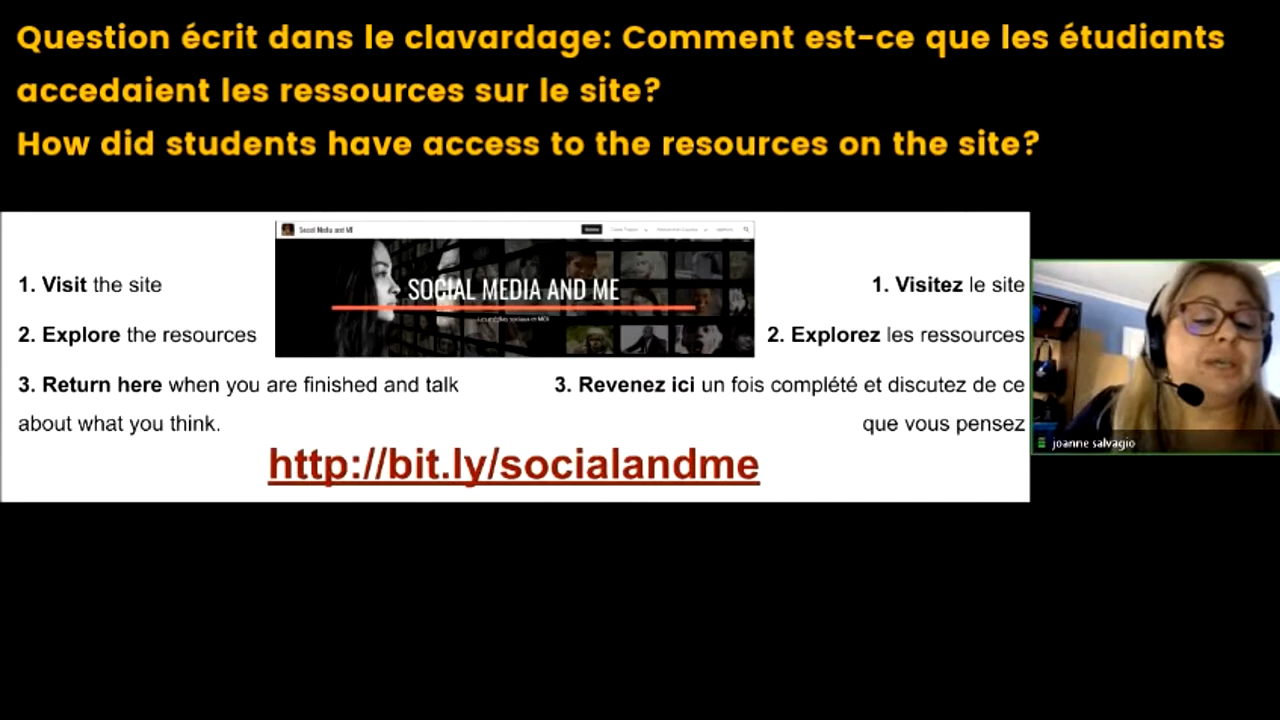 Question écrit dans le clavardage: Comment est-ce que les étudiants
accedaient les ressources sur le site?
How did students have access to the resources on the site?
Social Media and ME
SOCIAL MEDIA AND ME
1. Visit the site
2. Explore the resources
3. Return here when you are finished and talk
about what you think.
1. Visitez le site
2. Explorez les ressources
3. Revenez ici un fois complété et discutez de ce
que vous pensez
http://bit.ly/socialandme
joanne salvagio